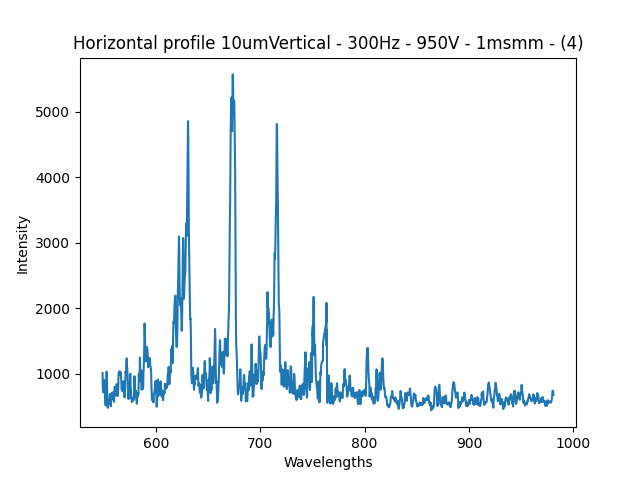 Horizontal profile 10umVertical - 300Hz - 950V - 1msmm - (4)
Intensity
5000
4000
3000
2000
1000
600 700 800 900 1000
Wavelengths